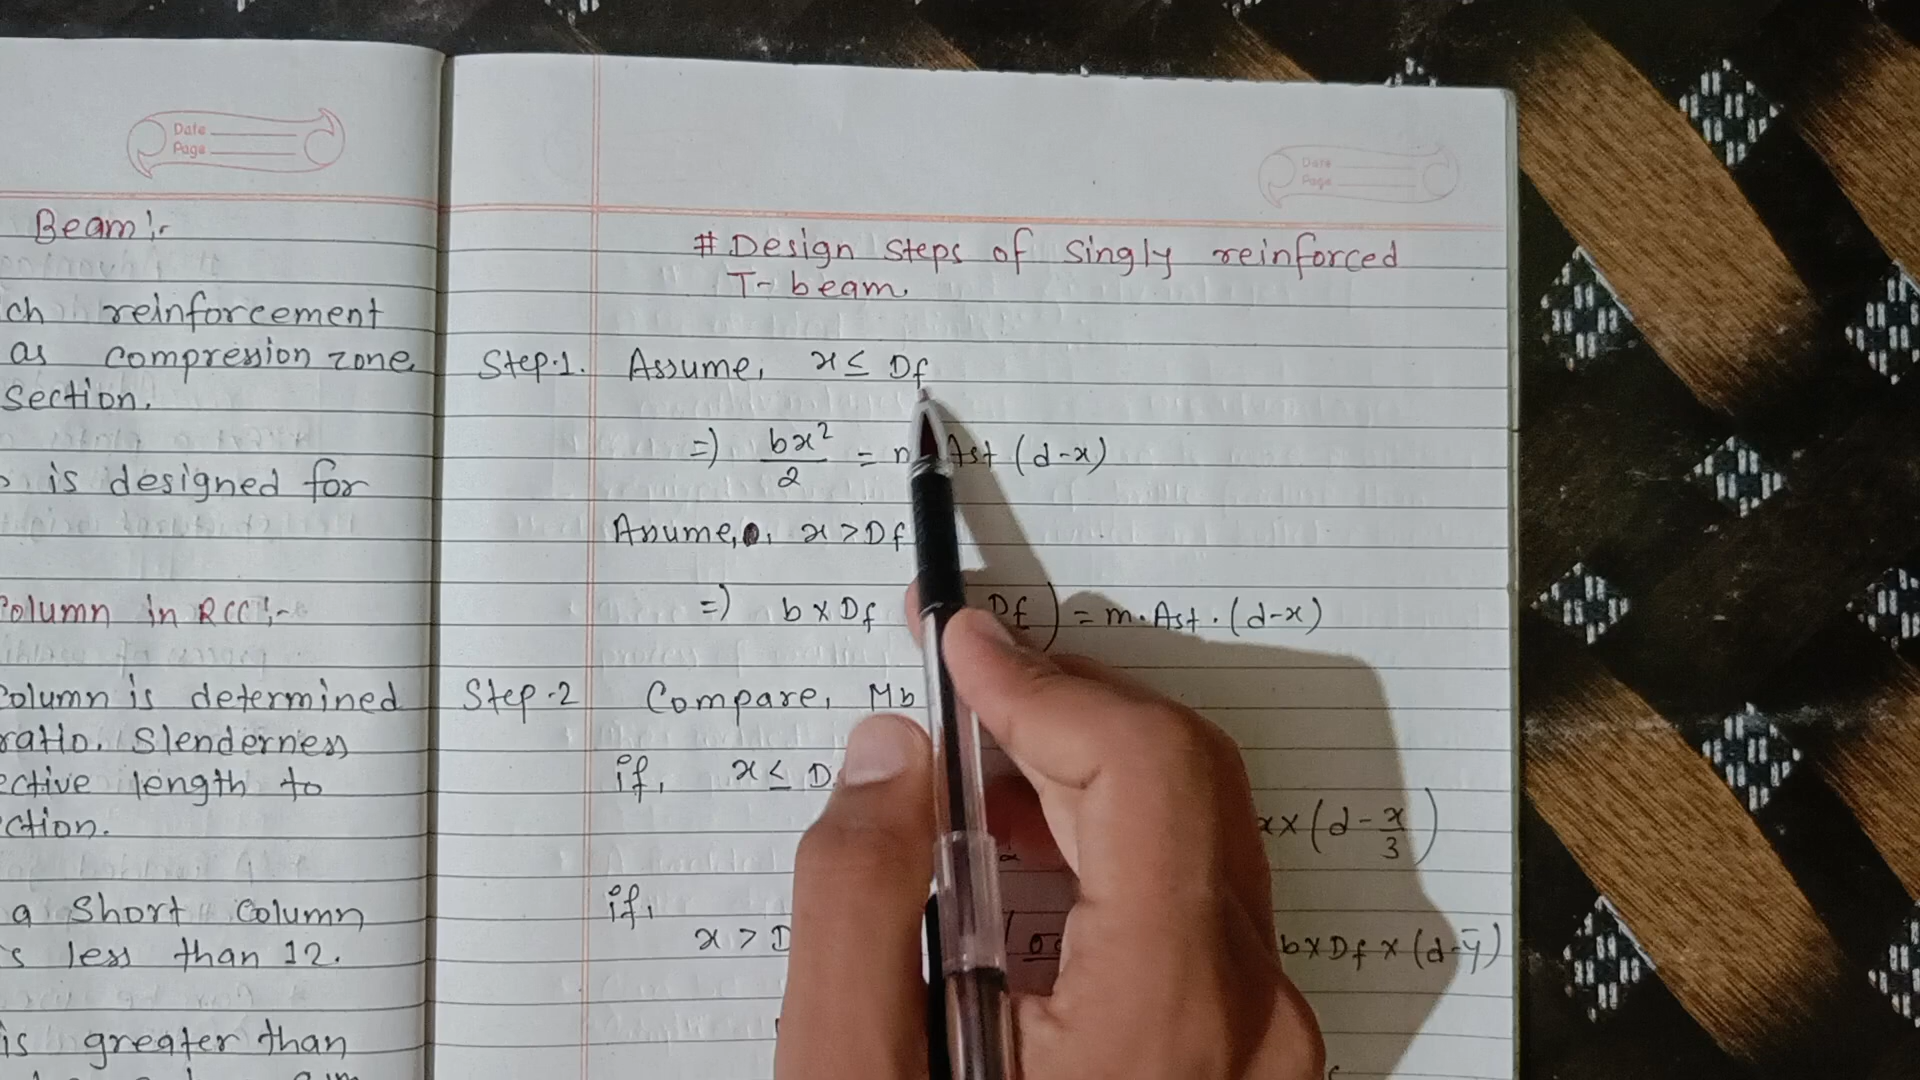 Date
Page
Beam:-
ch reinforcement
as compression zone
section.
is designed for
Column in RCC:-
Column is determined
ratio. Slenderness
ective length to
ction.
a Short Column
s less than 12.
is greater than
Date
Page
# Design steps of singly reinforced
T-beam.
Step-1. Assume, x ≤ Df
=) bx²/2 = m Ast (d-x)
Assume, x > Df
=) b x Df Df) = m.Ast.(d-x)
Step-2 Compare, Mb
if, x ≤ D
x x (d - x/3)
if,
x > D b x Df x (d-ȳ)